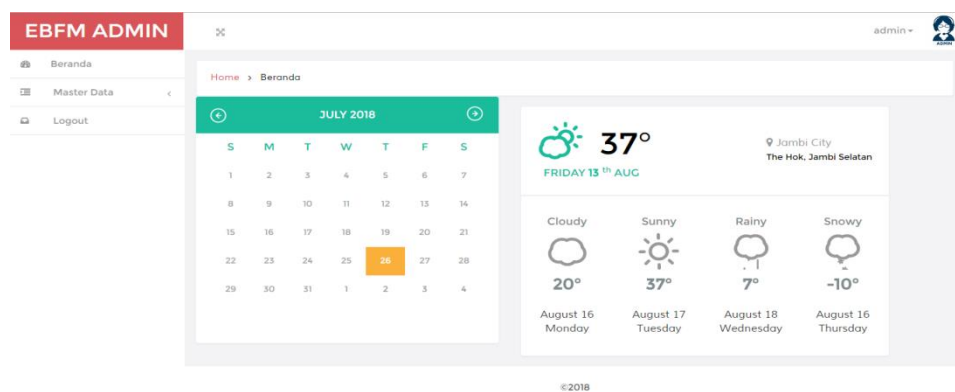 EBFM ADMIN
admin
ADMIN
Beranda
Master Data
Logout
Home > Beranda
JULY 2018
S M T W T F S
1 2 3 4 5 6 7
8 9 10 11 12 13 14
15 16 17 18 19 20 21
22 23 24 25 26 27 28
29 30 31 1 2 3 4
37°
FRIDAY 13 th AUG
Jambi City
The Hok, Jambi Selatan
Cloudy Sunny Rainy Snowy
20° 37° 7° -10°
August 16 August 17 August 18 August 16
Monday Tuesday Wednesday Thursday
©2018